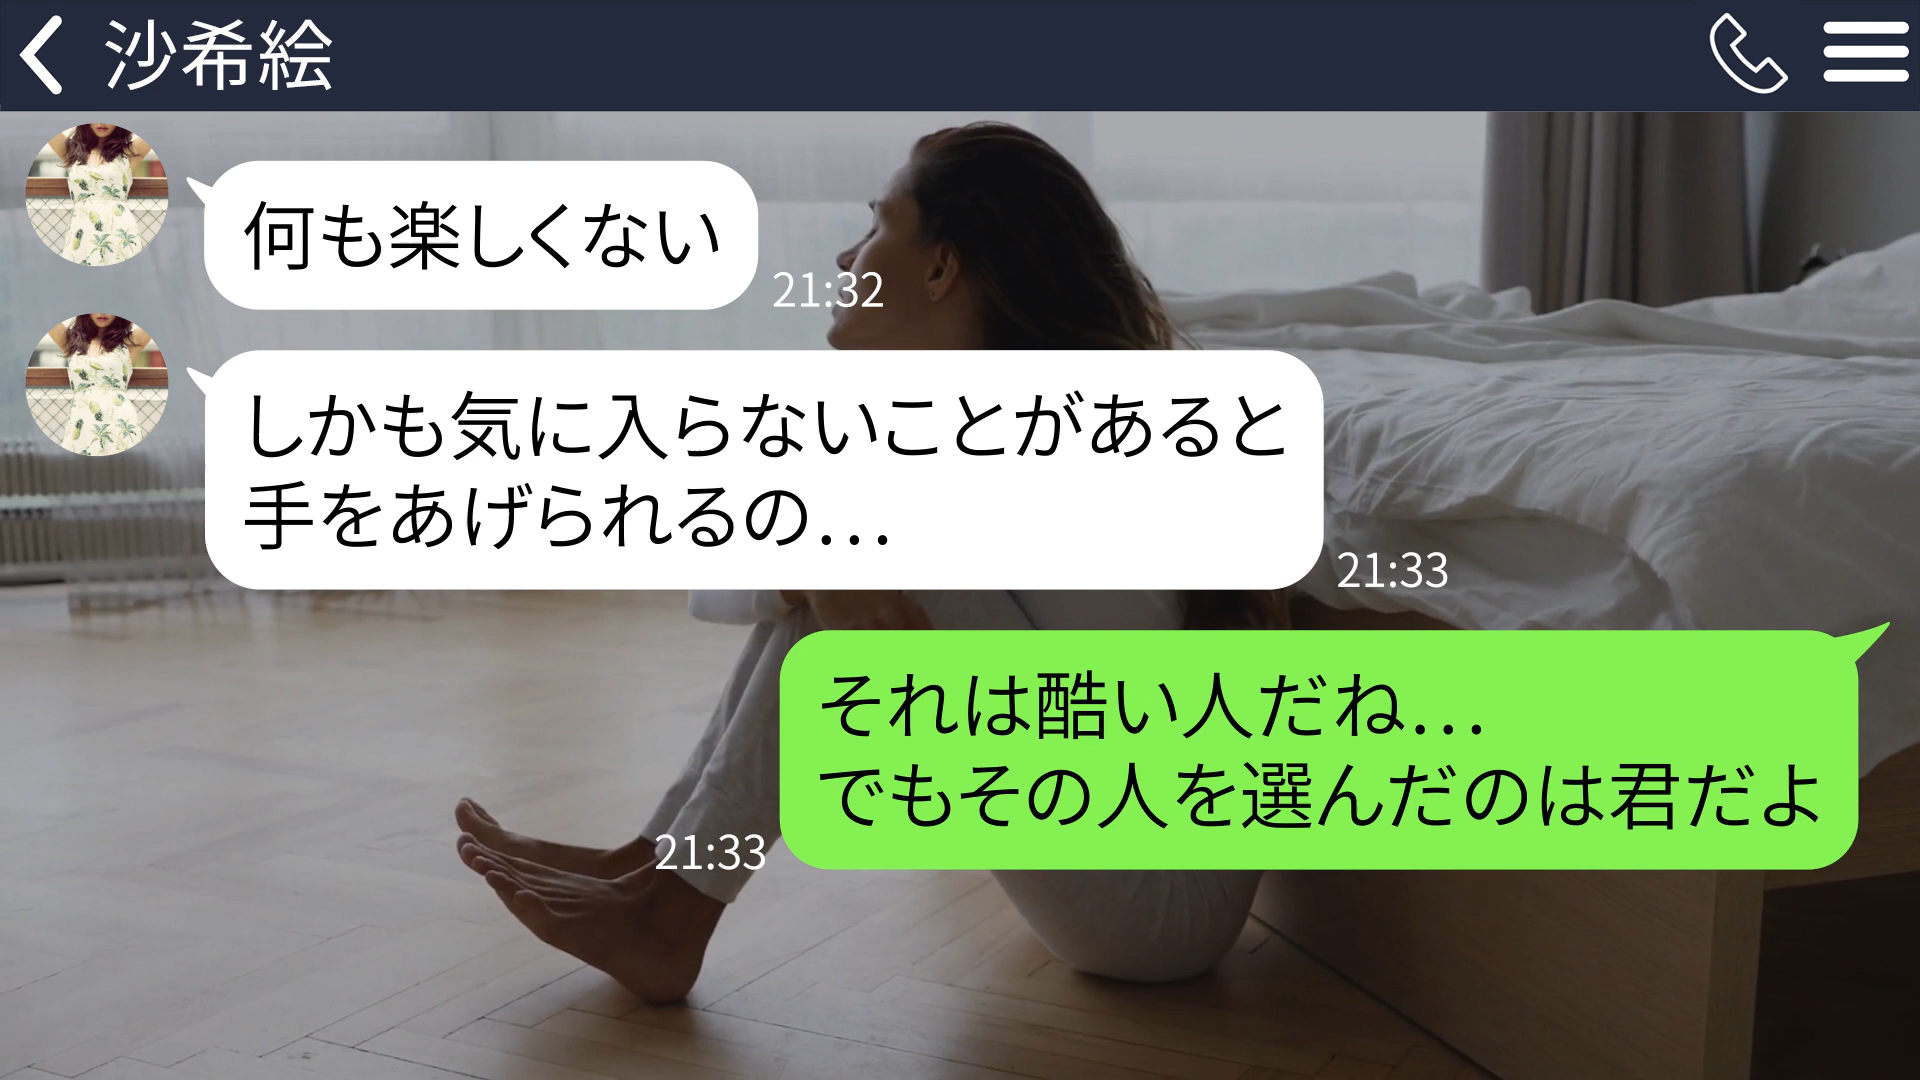 沙希絵
何も楽しくない
21:32
しかも気に入らないことがあると
手をあげられるの…
21:33
それは酷い人だね…
でもその人を選んだのは君だよ
21:33